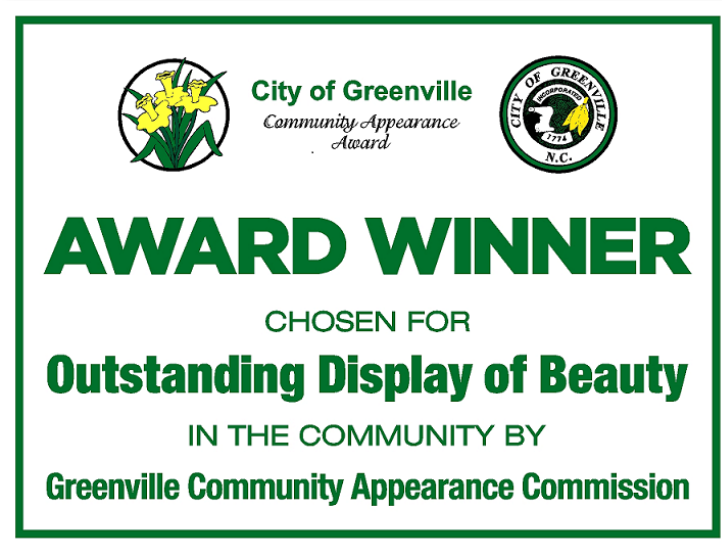 City of Greenville
Community Appearance
Award
CITY OF GREENVILLE
INCORPORATED
1774
N.C.
AWARD WINNER
CHOSEN FOR
Outstanding Display of Beauty
IN THE COMMUNITY BY
Greenville Community Appearance Commission